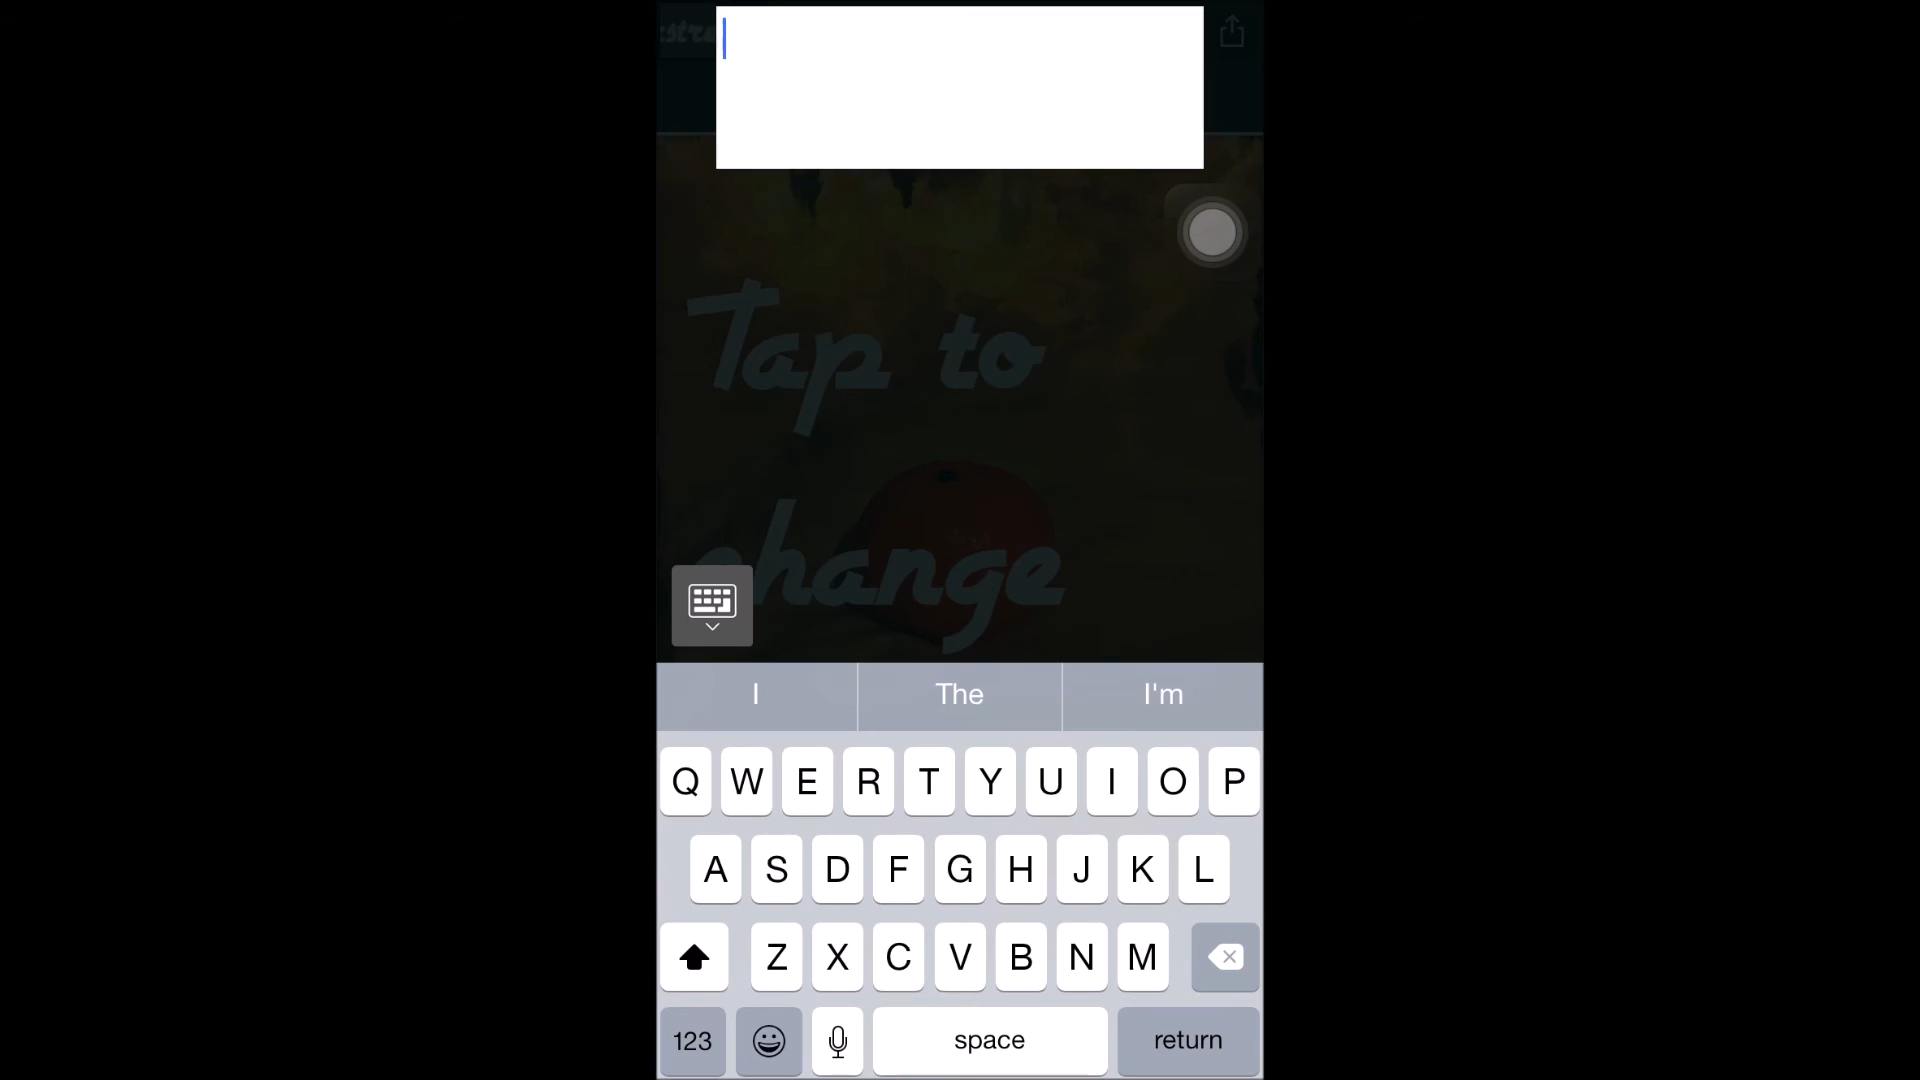 Tap to
change
I The I'm
Q W E R T Y U I O P
A S D F G H J K L
Z X C V B N M
123 space return